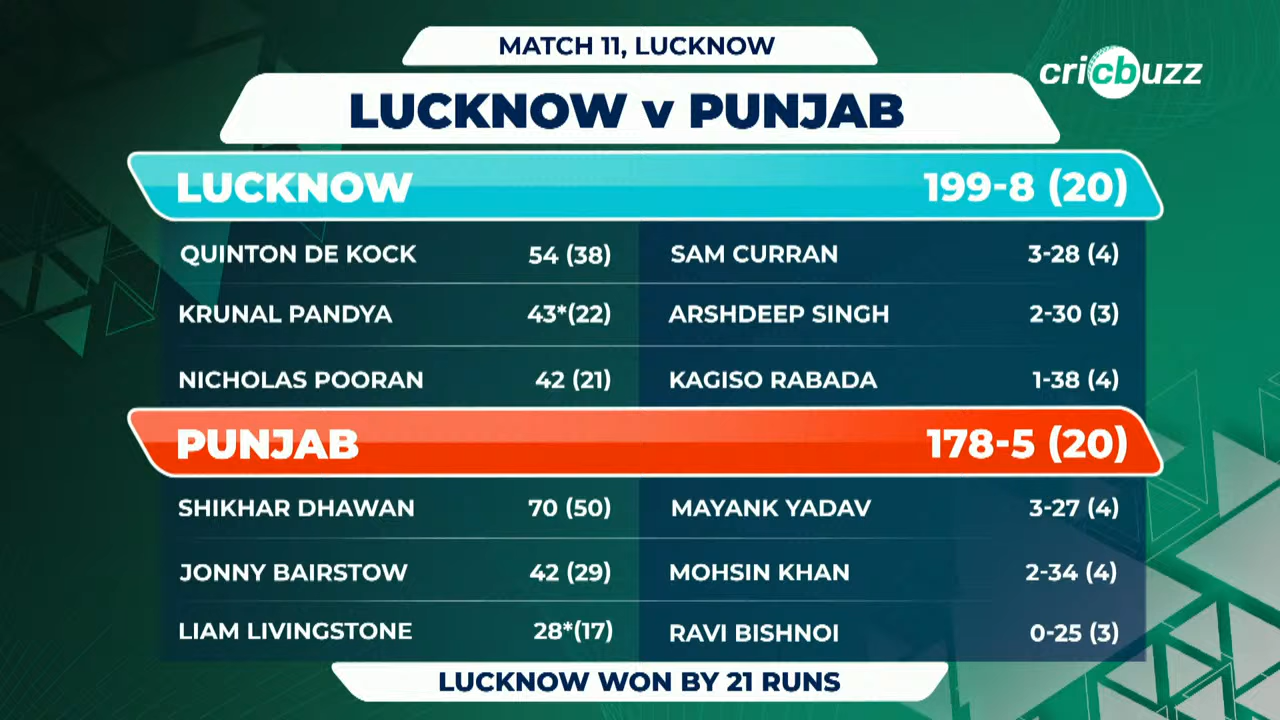 MATCH 11, LUCKNOW
cricbuzz
LUCKNOW v PUNJAB
LUCKNOW 199-8 (20)
QUINTON DE KOCK 54 (38) SAM CURRAN 3-28 (4)
KRUNAL PANDYA 43*(22) ARSHDEEP SINGH 2-30 (3)
NICHOLAS POORAN 42 (21) KAGISO RABADA 1-38 (4)
PUNJAB 178-5 (20)
SHIKHAR DHAWAN 70 (50) MAYANK YADAV 3-27 (4)
JONNY BAIRSTOW 42 (29) MOHSIN KHAN 2-34 (4)
LIAM LIVINGSTONE 28*(17) RAVI BISHNOI 0-25 (3)
LUCKNOW WON BY 21 RUNS